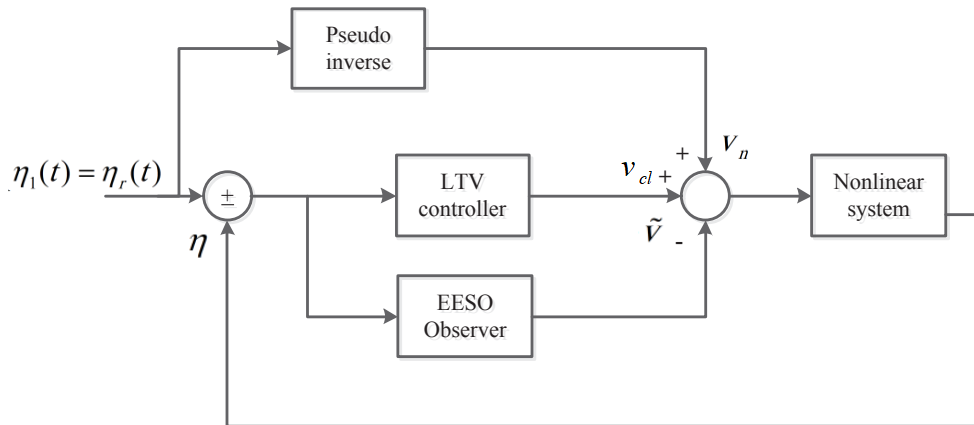 Pseudo
inverse
η₁(t) = ηᵣ(t)
±
η
LTV
controller
EESO
Observer
v_cl +
+
V_n
ṽ -
Nonlinear
system